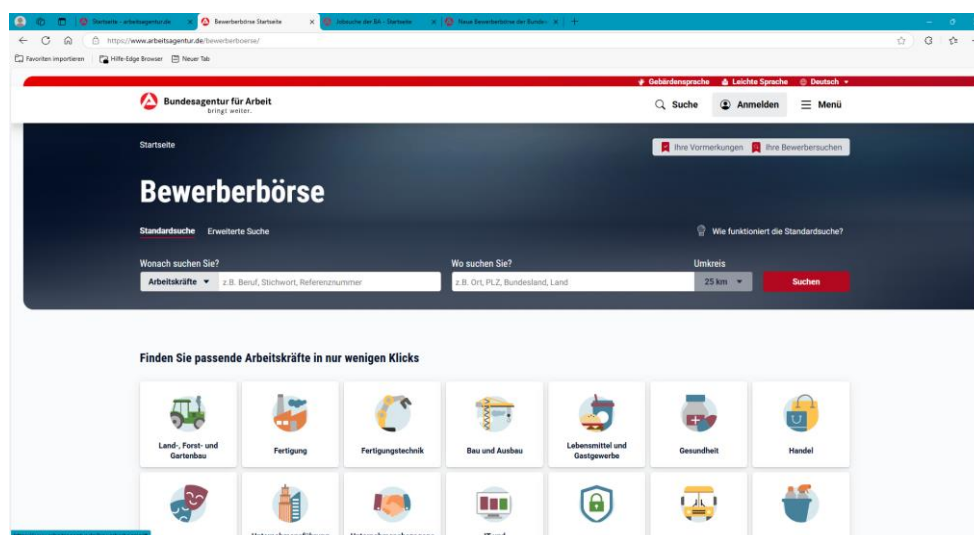 Startseite - arbeitsagentur.de
Bewerberbörse Startseite
Jobsuche der BA - Startseite
Neue Bewerberbörse der Bunde
https://www.arbeitsagentur.de/bewerberboerse/
Favoriten importieren
Hilfe-Edge Browser
Neuer Tab
Gebärdensprache
Leichte Sprache
Deutsch
Bundesagentur für Arbeit
bringt weiter.
Suche
Anmelden
Menü
Startseite
Ihre Vormerkungen
Ihre Bewerbersuchen
Bewerberbörse
Standardsuche
Erweiterte Suche
Wie funktioniert die Standardsuche?
Wonach suchen Sie?
Wo suchen Sie?
Umkreis
Arbeitskräfte
z.B. Beruf, Stichwort, Referenznummer
z.B. Ort, PLZ, Bundesland, Land
25 km
Suchen
Finden Sie passende Arbeitskräfte in nur wenigen Klicks
Land-, Forst- und
Gartenbau
Fertigung
Fertigungstechnik
Bau und Ausbau
Lebensmittel und
Gastgewerbe
Gesundheit
Handel